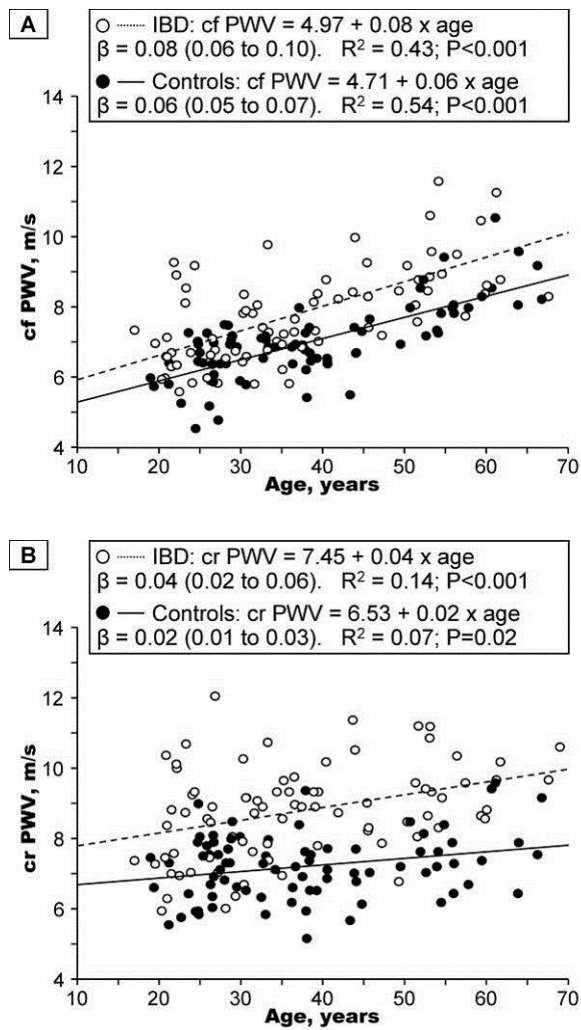 A
IBD: cf PWV = 4.97 + 0.08 x age
β = 0.08 (0.06 to 0.10). R² = 0.43; P<0.001
Controls: cf PWV = 4.71 + 0.06 x age
β = 0.06 (0.05 to 0.07). R² = 0.54; P<0.001
14
12
10
8
6
4
cf PWV, m/s
10 20 30 40 50 60 70
Age, years
B
IBD: cr PWV = 7.45 + 0.04 x age
β = 0.04 (0.02 to 0.06). R² = 0.14; P<0.001
Controls: cr PWV = 6.53 + 0.02 x age
β = 0.02 (0.01 to 0.03). R² = 0.07; P=0.02
14
12
10
8
6
4
cr PWV, m/s
10 20 30 40 50 60 70
Age, years